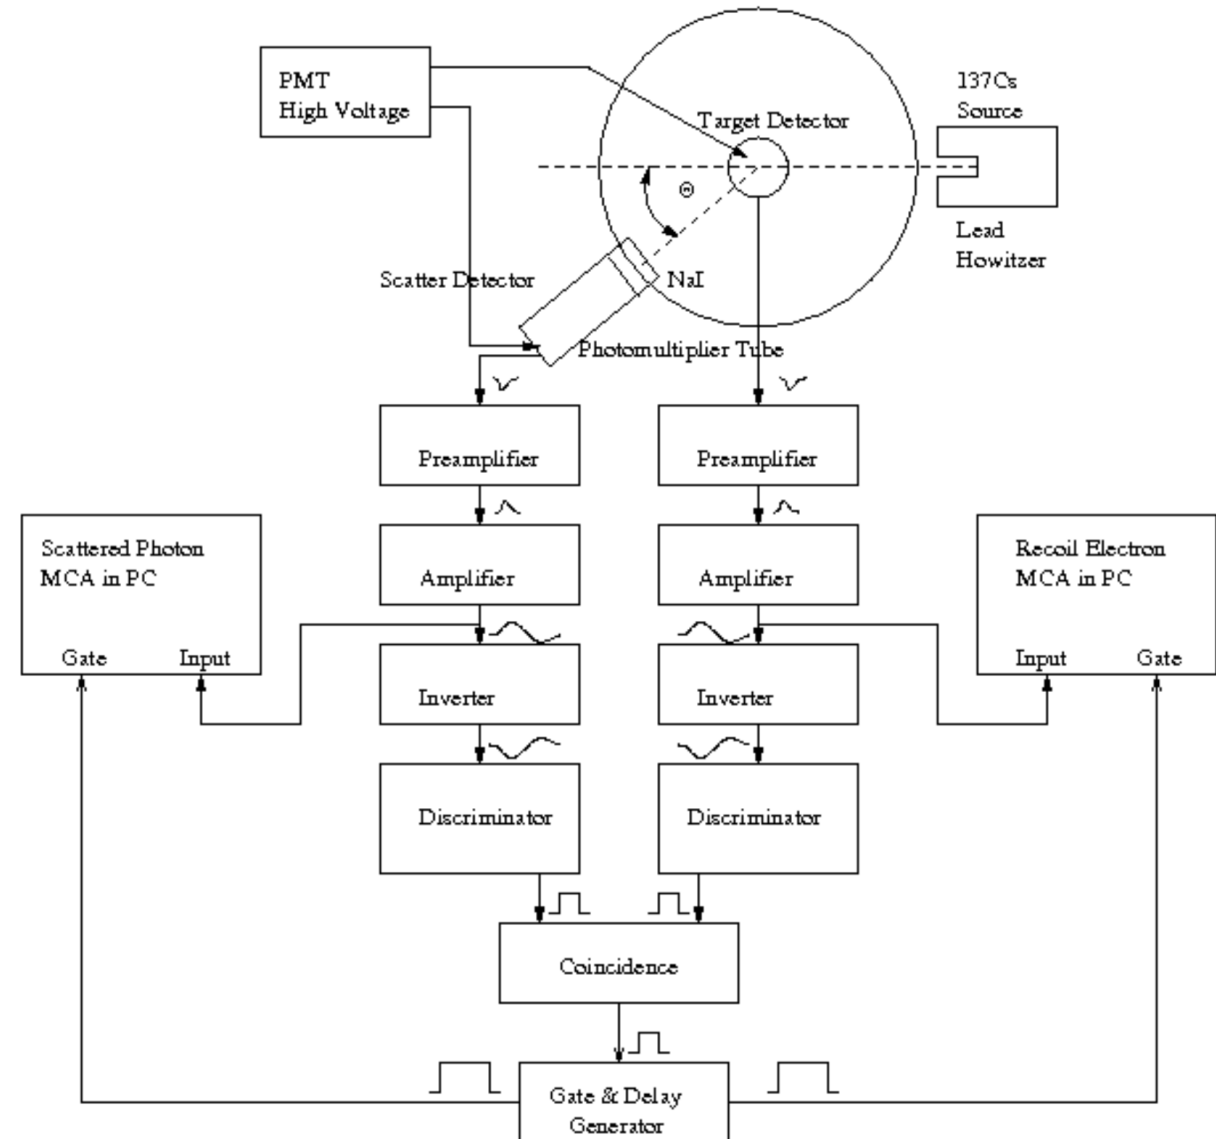 PMT
High Voltage
137Cs
Source
Target Detector
Θ
Lead
Howitzer
Scatter Detector
NaI
Photomultiplier Tube
Preamplifier
Preamplifier
Scattered Photon
MCA in PC
Gate
Input
Amplifier
Amplifier
Recoil Electron
MCA in PC
Input
Gate
Inverter
Inverter
Discriminator
Discriminator
Coincidence
Gate & Delay
Generator